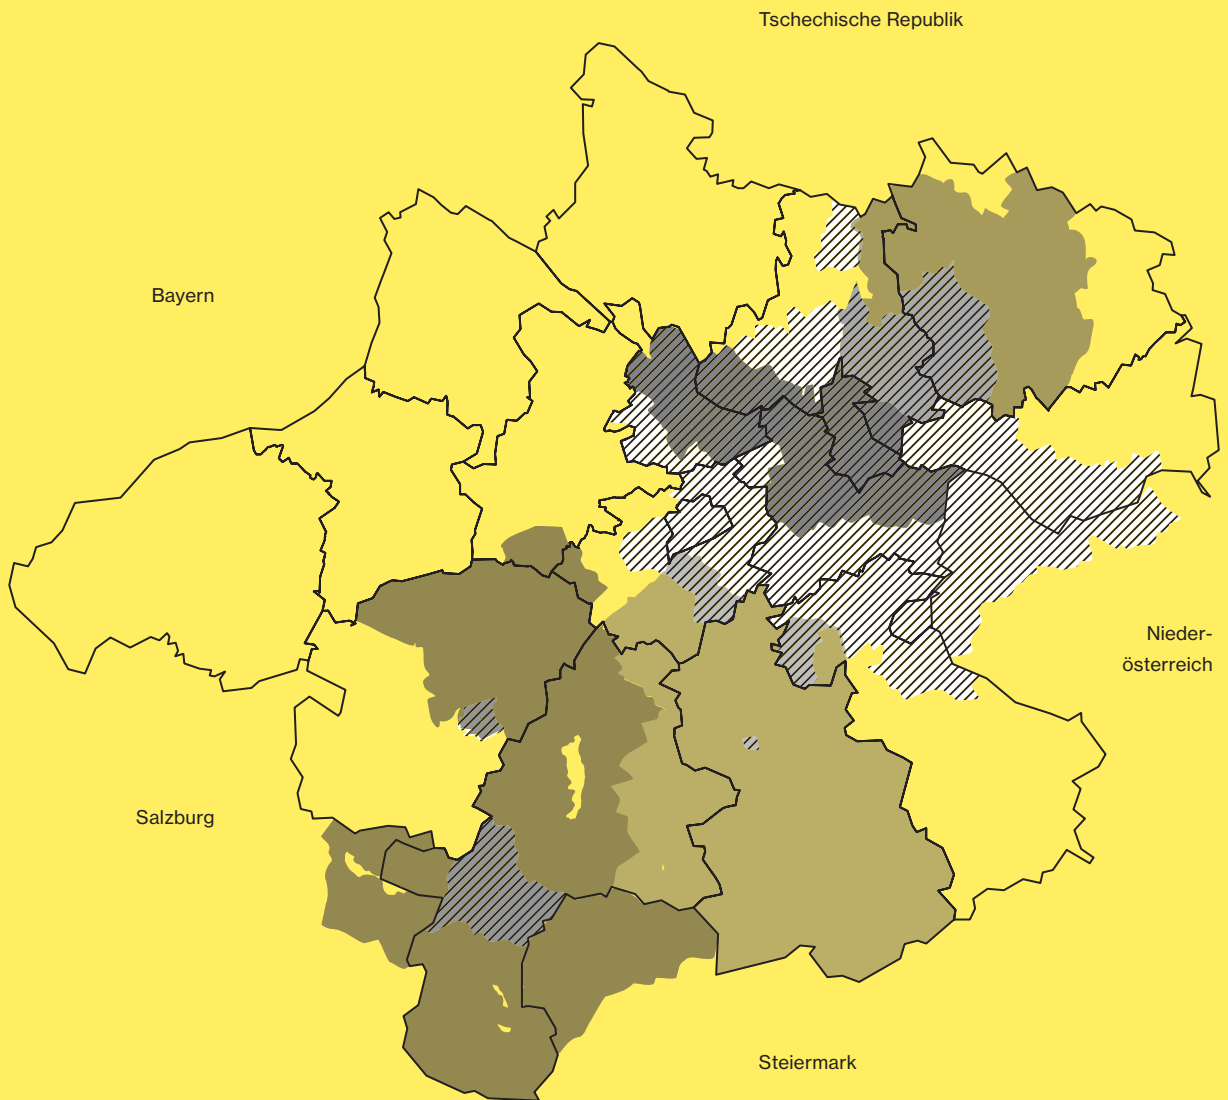 Tschechische Republik
Bayern
Nieder-
österreich
Salzburg
Steiermark